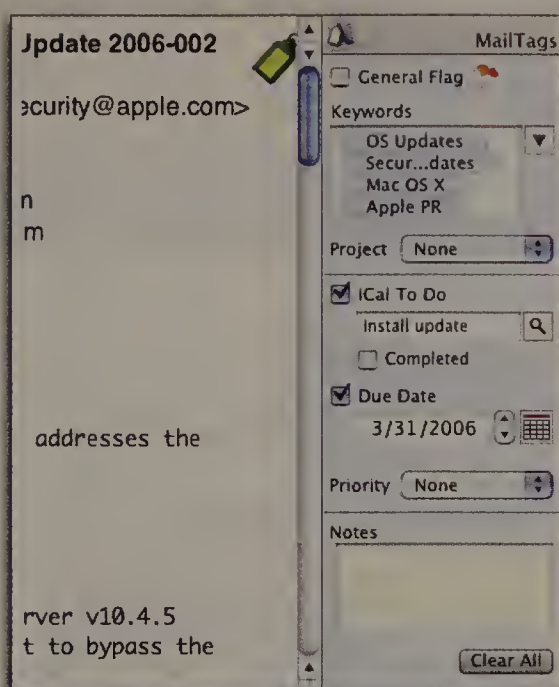 Jpdate 2006-002
ecurity@apple.com>
n
m
addresses the
rver v10.4.5
t to bypass the
MailTags
General Flag
Keywords
OS Updates
Secur...dates
Mac OS X
Apple PR
Project None
iCal To Do
Install update
Completed
Due Date
3/31/2006
Priority None
Notes
Clear All